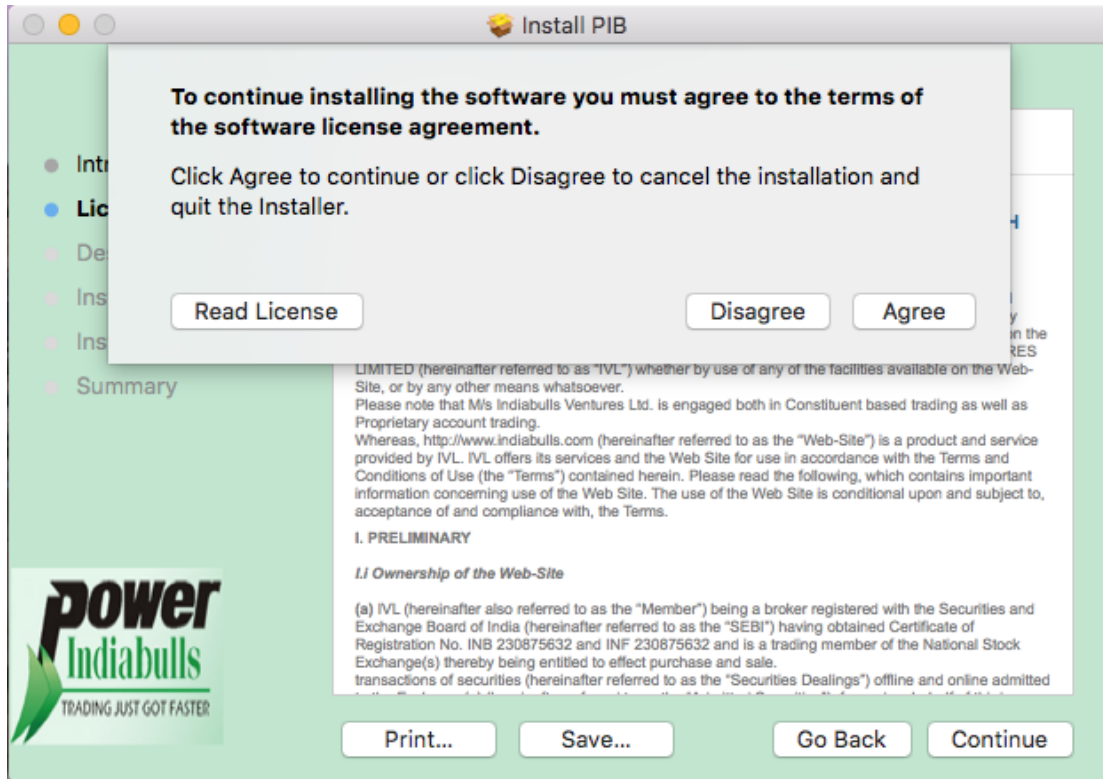 Install PIB
To continue installing the software you must agree to the terms of
the software license agreement.
Click Agree to continue or click Disagree to cancel the installation and
quit the Installer.
Read License
Disagree
Agree
Intr
Lic
De
Ins
Ins
Summary
H
y
on the
RES
LIMITED (hereinafter referred to as "IVL") whether by use of any of the facilities available on the Web-
Site, or by any other means whatsoever.
Please note that M/s Indiabulls Ventures Ltd. is engaged both in Constituent based trading as well as
Proprietary account trading.
Whereas, http://www.indiabulls.com (hereinafter referred to as the "Web-Site") is a product and service
provided by IVL. IVL offers its services and the Web Site for use in accordance with the Terms and
Conditions of Use (the "Terms") contained herein. Please read the following, which contains important
information concerning use of the Web Site. The use of the Web Site is conditional upon and subject to,
acceptance of and compliance with, the Terms.
I. PRELIMINARY
I.i Ownership of the Web-Site
(a) IVL (hereinafter also referred to as the "Member") being a broker registered with the Securities and
Exchange Board of India (hereinafter referred to as the "SEBI") having obtained Certificate of
Registration No. INB 230875632 and INF 230875632 and is a trading member of the National Stock
Exchange(s) thereby being entitled to effect purchase and sale.
transactions of securities (hereinafter referred to as the "Securities Dealings") offline and online admitted
power
Indiabulls
TRADING JUST GOT FASTER
Print...
Save...
Go Back
Continue